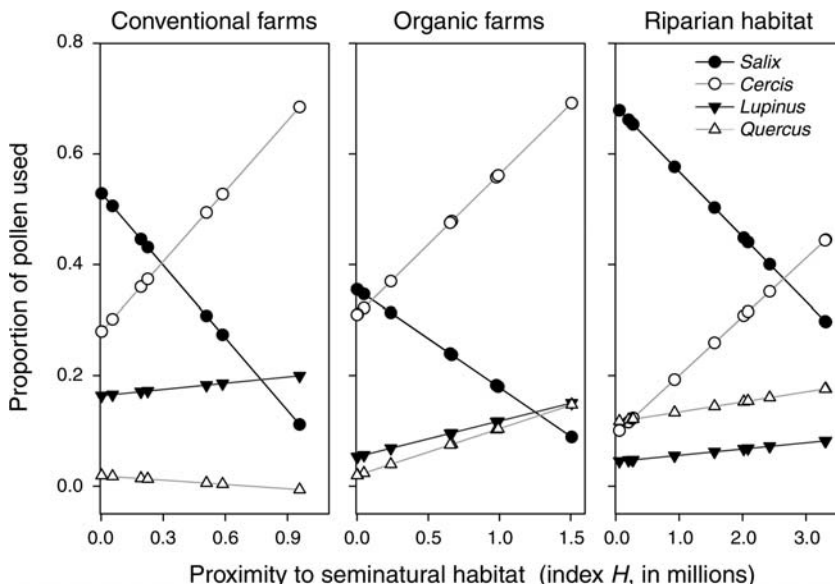 Conventional farms
Organic farms
Riparian habitat
0.8
0.6
0.4
0.2
0.0
Proportion of pollen used
Salix
Cercis
Lupinus
Quercus
0.0 0.3 0.6 0.9
0.0 0.5 1.0 1.5
0.0 1.0 2.0 3.0
Proximity to seminatural habitat (index H, in millions)